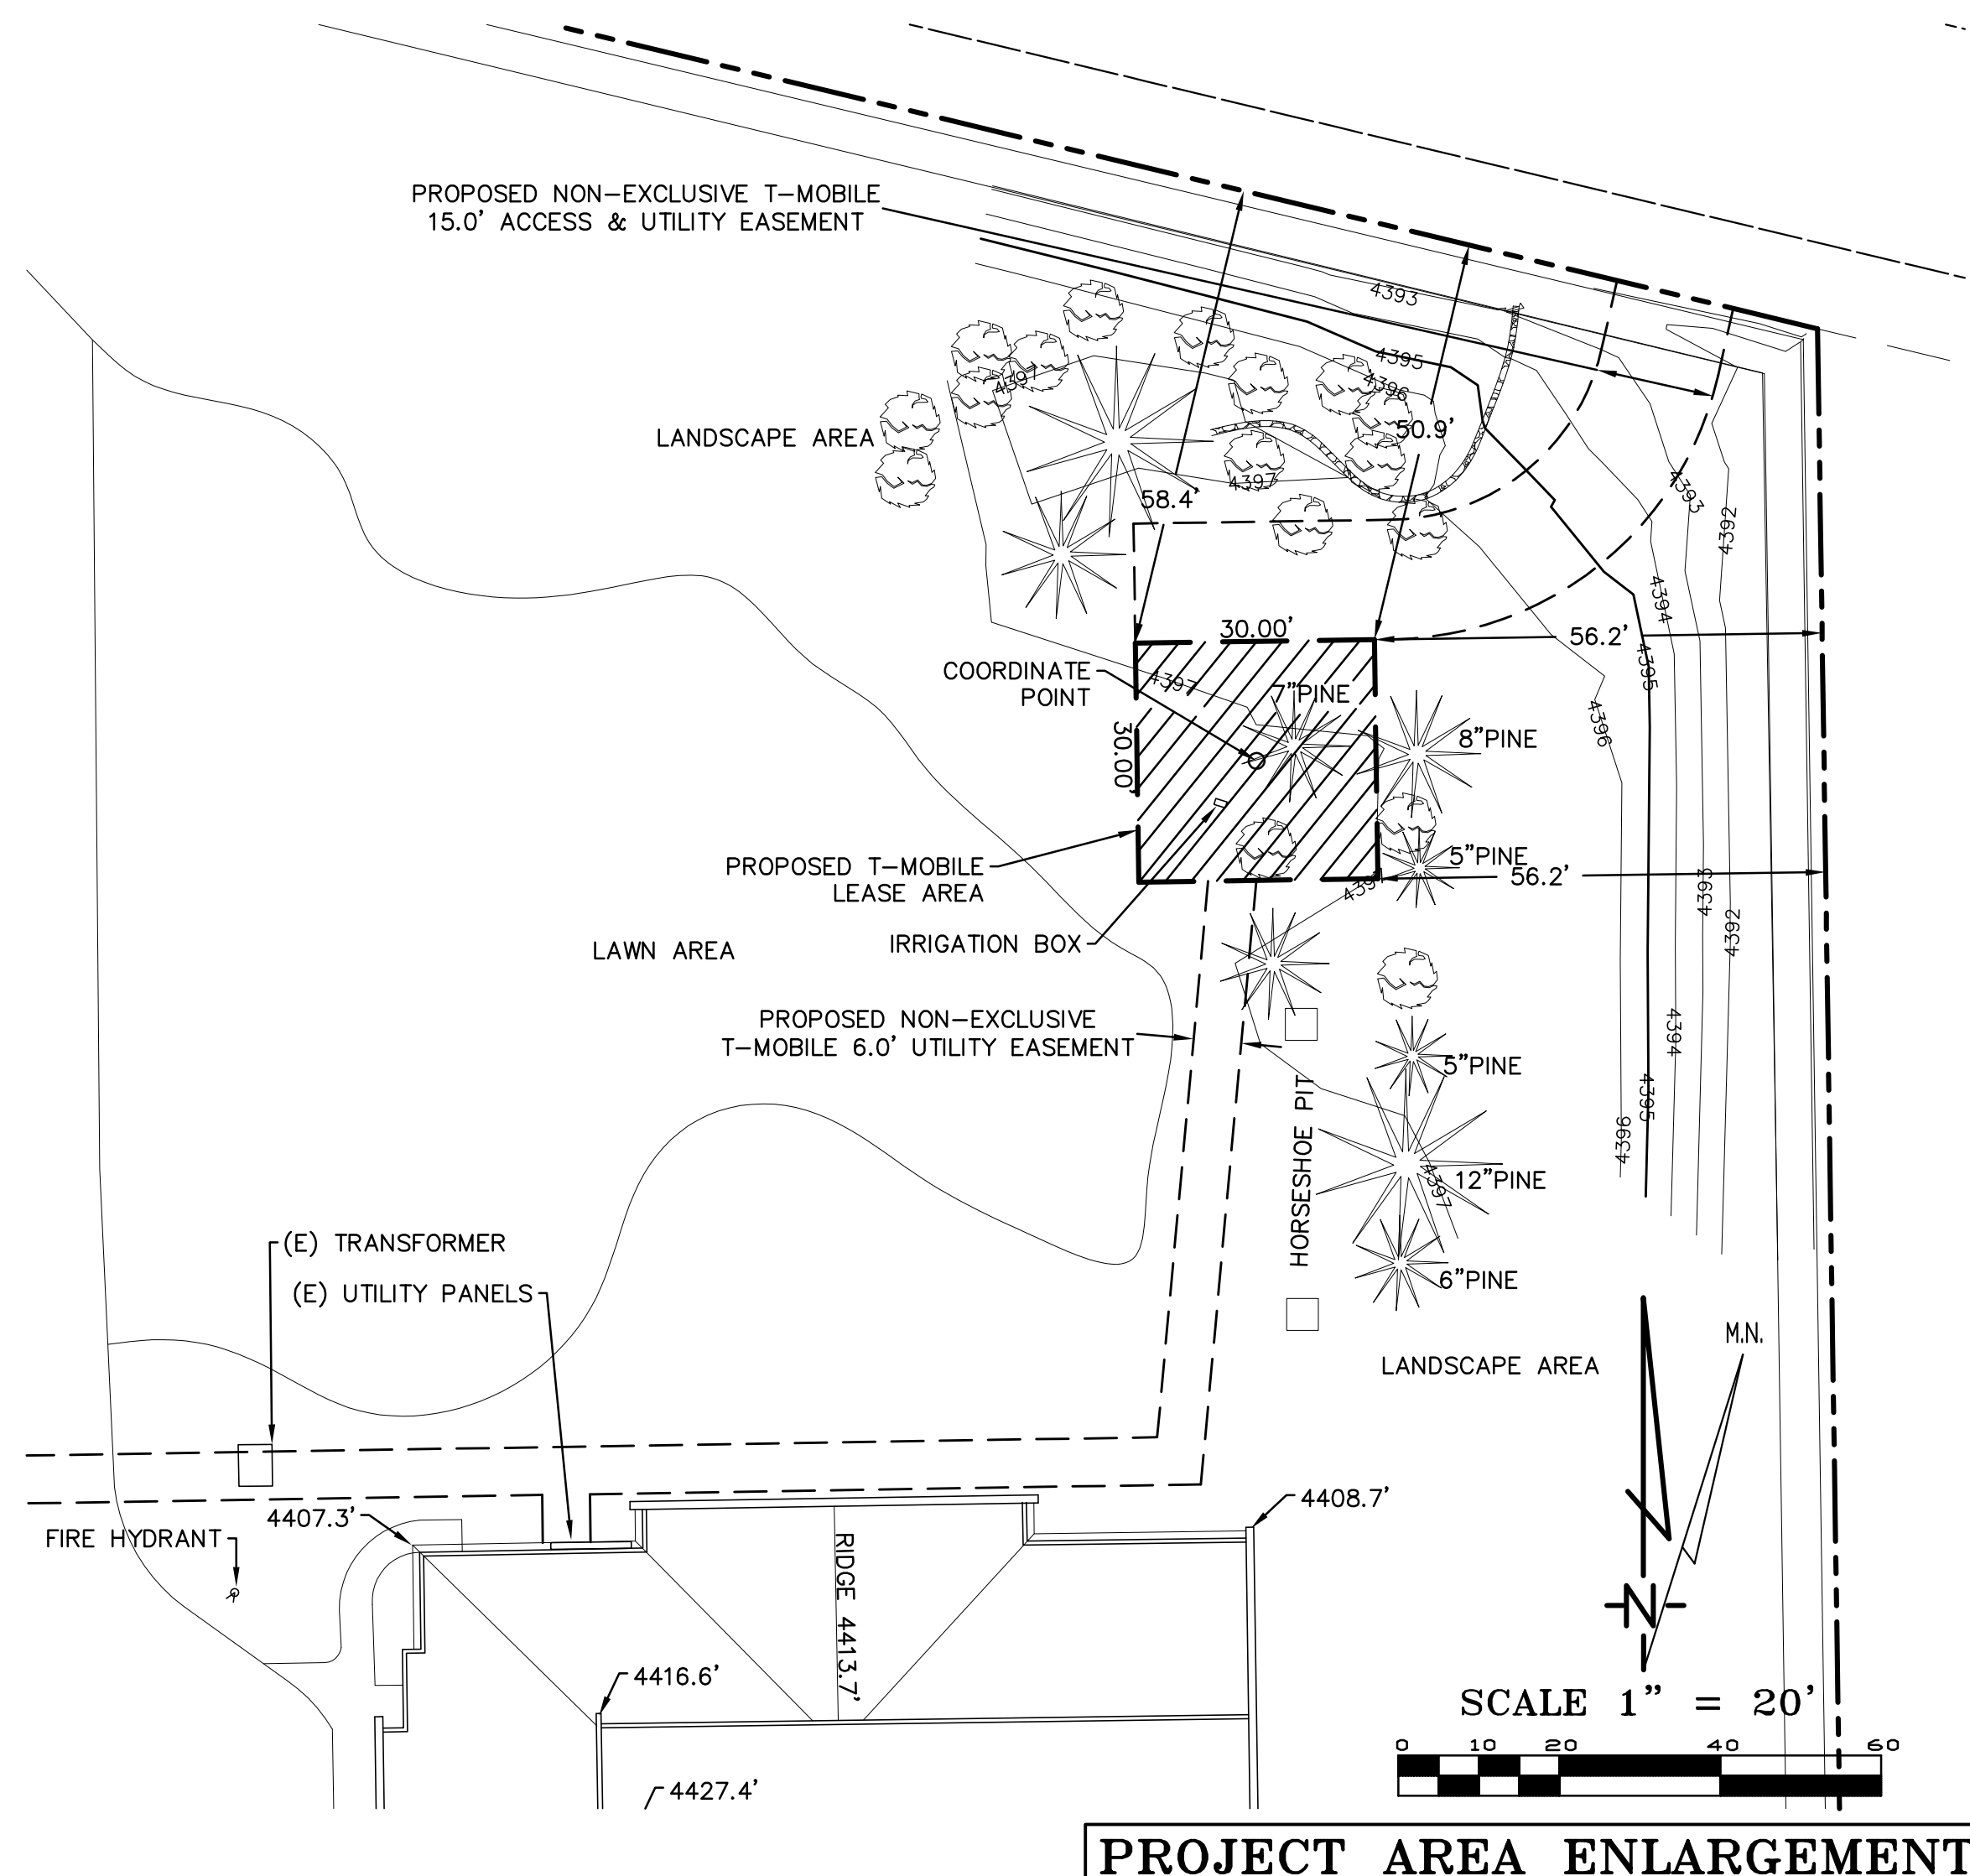 PROPOSED NON-EXCLUSIVE T-MOBILE
15.0' ACCESS & UTILITY EASEMENT
4393
4395
4396
4397
LANDSCAPE AREA
50.9'
4397
58.4'
4393
4392
4394
30.00'
56.2'
COORDINATE
POINT
4397
7"PINE
4395
4396
8"PINE
30.00'
PROPOSED T-MOBILE
LEASE AREA
5"PINE
56.2'
4393
4392
IRRIGATION BOX
LAWN AREA
PROPOSED NON-EXCLUSIVE
T-MOBILE 6.0' UTILITY EASEMENT
4394
5"PINE
HORSESHOE PIT
4395
4396
12"PINE
4397
(E) TRANSFORMER
(E) UTILITY PANELS
6"PINE
M.N.
LANDSCAPE AREA
4408.7'
4407.3'
FIRE HYDRANT
RIDGE 4413.7'
N
4416.6'
SCALE 1" = 20'
0 10 20 40 60
4427.4'
PROJECT AREA ENLARGEMENT